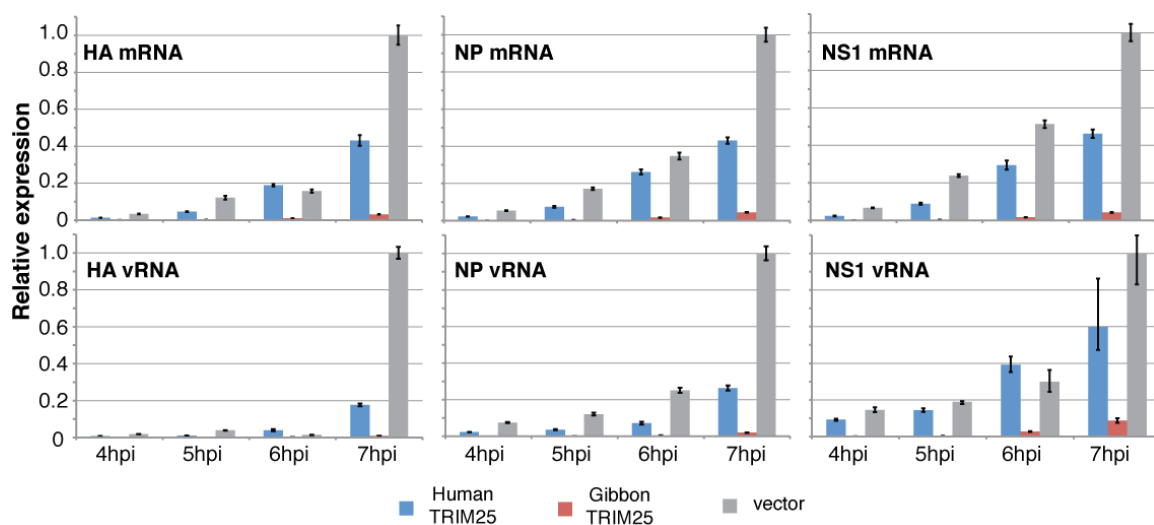 HA mRNA
NP mRNA
NS1 mRNA
1.0
0.8
0.6
0.4
0.2
0
HA vRNA
NP vRNA
NS1 vRNA
1.0
0.8
0.6
0.4
0.2
0
Relative expression
4hpi 5hpi 6hpi 7hpi
4hpi 5hpi 6hpi 7hpi
4hpi 5hpi 6hpi 7hpi
Human
TRIM25
Gibbon
TRIM25
vector